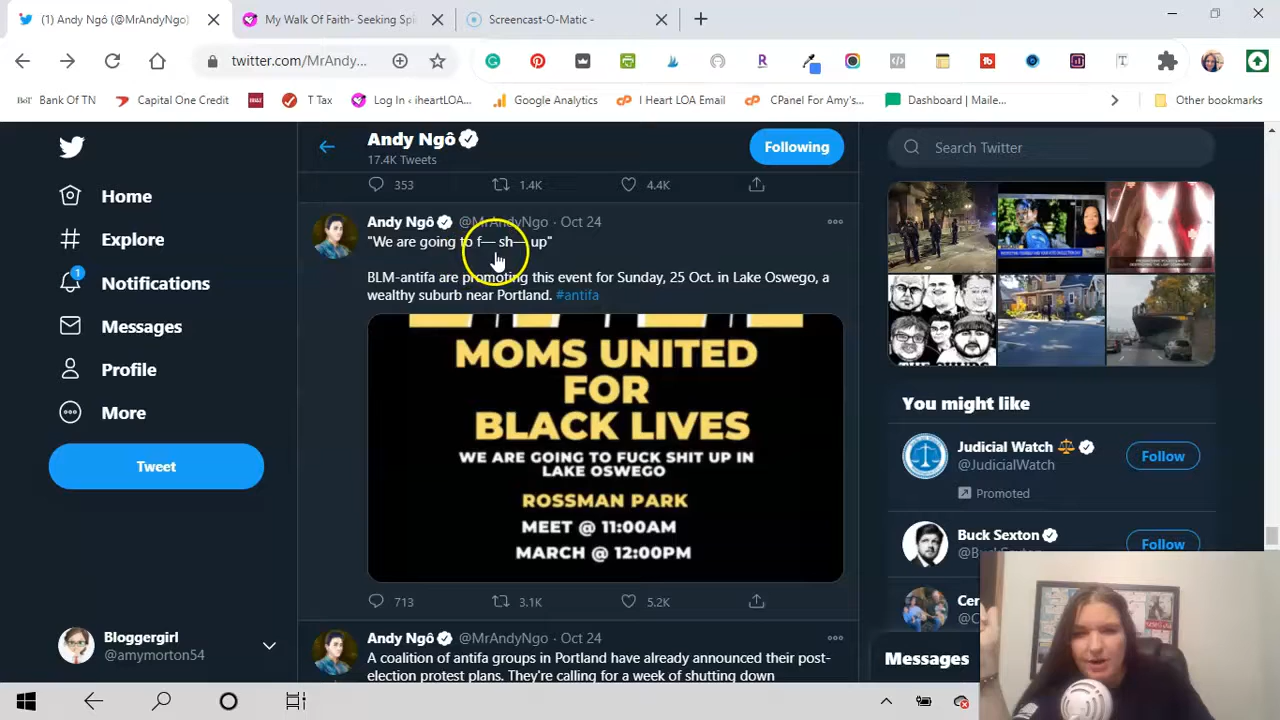 (1) Andy Ngô (@MrAndyNgo)
My Walk Of Faith- Seeking Spi
Screencast-O-Matic -
twitter.com/MrAndy...
Bank Of TN
Capital One Credit
T Tax
Log In ‹ iheartLOA...
Google Analytics
I Heart LOA Email
CPanel For Amy's...
Dashboard | Maile...
Other bookmarks
Home
Explore
1
Notifications
Messages
Profile
More
Tweet
Bloggergirl
@amymorton54
Andy Ngô
17.4K Tweets
Following
353
1.4K
4.4K
Andy Ngô @MrAndyNgo · Oct 24
"We are going to f— sh— up"
BLM-antifa are promoting this event for Sunday, 25 Oct. in Lake Oswego, a
wealthy suburb near Portland. #antifa
MOMS UNITED
FOR
BLACK LIVES
WE ARE GOING TO FUCK SHIT UP IN
LAKE OSWEGO
ROSSMAN PARK
MEET @ 11:00AM
MARCH @ 12:00PM
713
3.1K
5.2K
Andy Ngô @MrAndyNgo · Oct 24
A coalition of antifa groups in Portland have already announced their post-
election protest plans. They're calling for a week of shutting down
Search Twitter
You might like
Judicial Watch
@JudicialWatch
Follow
Promoted
Buck Sexton
Follow
Messages